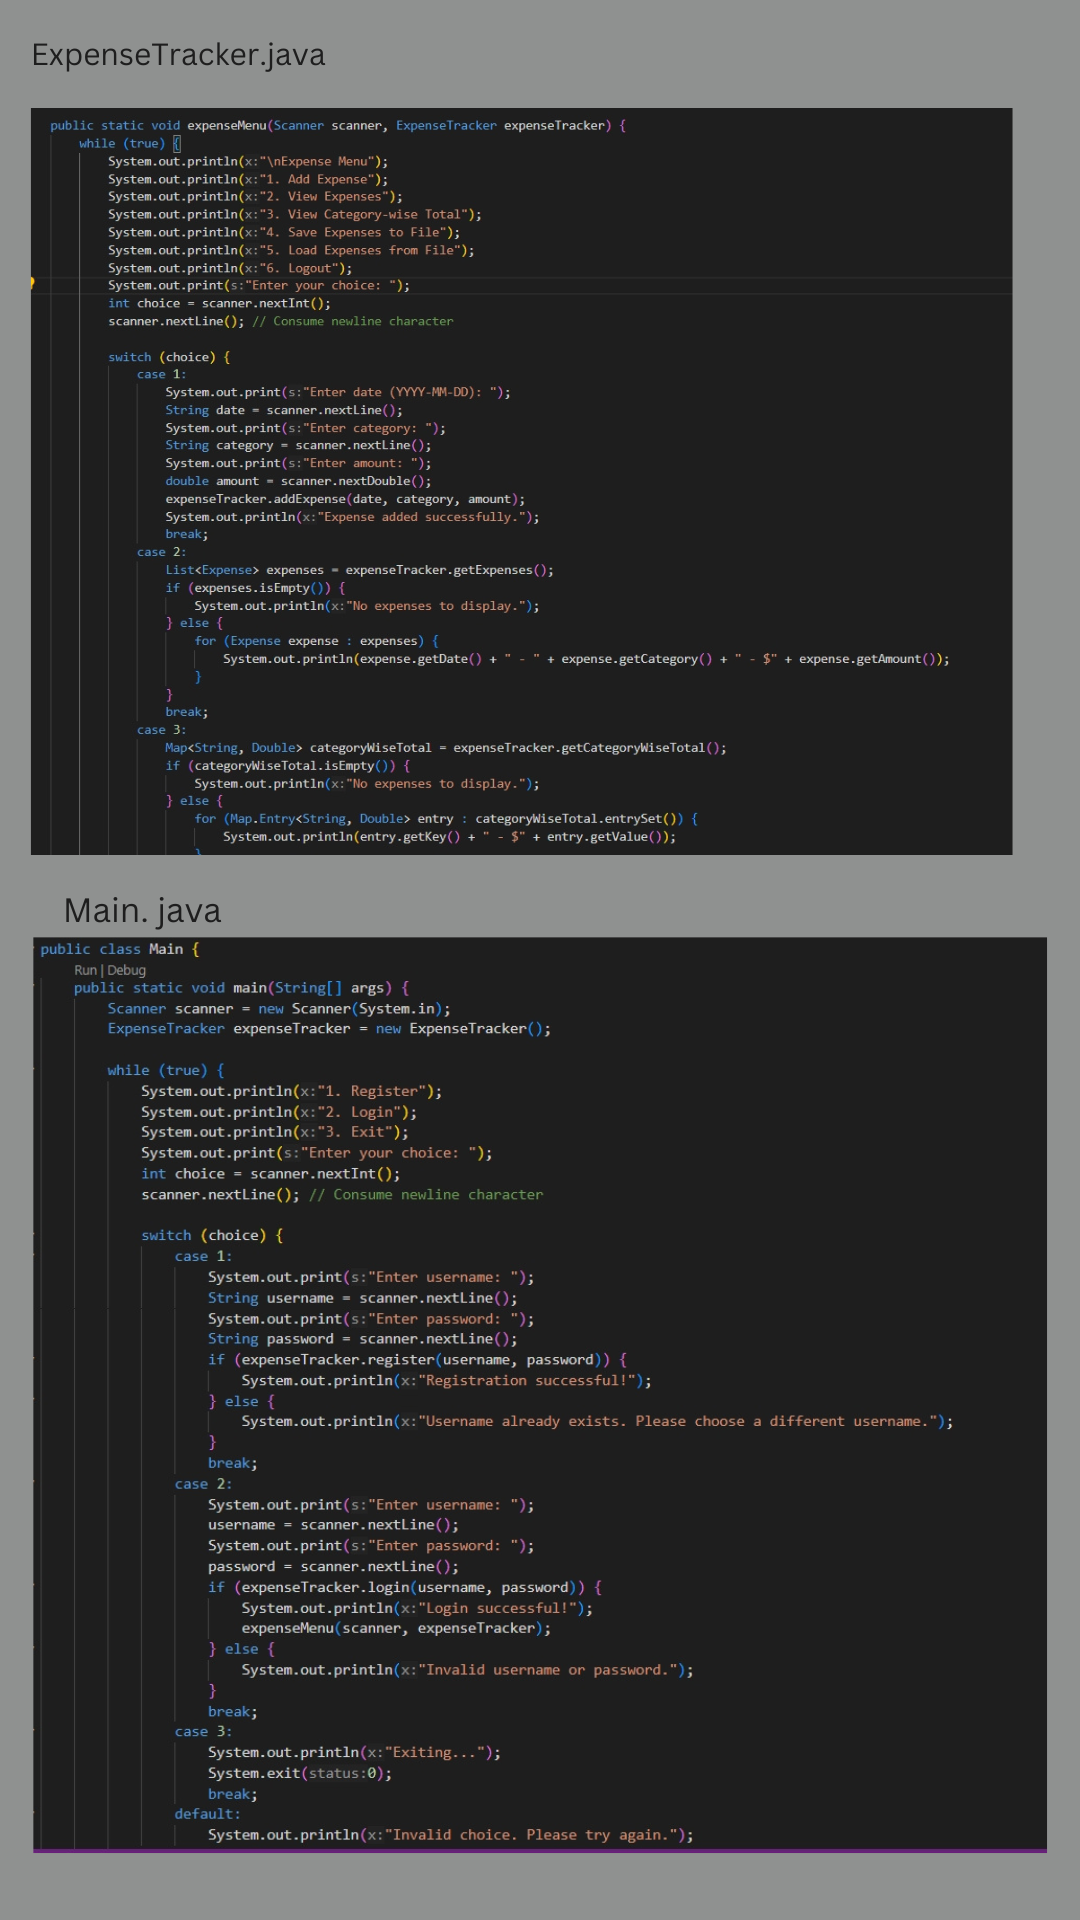 ExpenseTracker.java
public static void expenseMenu(Scanner scanner, ExpenseTracker expenseTracker) {
while (true) {
System.out.println(x:"\nExpense Menu");
System.out.println(x:"1. Add Expense");
System.out.println(x:"2. View Expenses");
System.out.println(x:"3. View Category-wise Total");
System.out.println(x:"4. Save Expenses to File");
System.out.println(x:"5. Load Expenses from File");
System.out.println(x:"6. Logout");
System.out.print(s:"Enter your choice: ");
int choice = scanner.nextInt();
scanner.nextLine(); // Consume newline character
switch (choice) {
case 1:
System.out.print(s:"Enter date (YYYY-MM-DD): ");
String date = scanner.nextLine();
System.out.print(s:"Enter category: ");
String category = scanner.nextLine();
System.out.print(s:"Enter amount: ");
double amount = scanner.nextDouble();
expenseTracker.addExpense(date, category, amount);
System.out.println(x:"Expense added successfully.");
break;
case 2:
List<Expense> expenses = expenseTracker.getExpenses();
if (expenses.isEmpty()) {
System.out.println(x:"No expenses to display.");
} else {
for (Expense expense : expenses) {
System.out.println(expense.getDate() + " - " + expense.getCategory() + " - $" + expense.getAmount());
}
}
break;
case 3:
Map<String, Double> categoryWiseTotal = expenseTracker.getCategoryWiseTotal();
if (categoryWiseTotal.isEmpty()) {
System.out.println(x:"No expenses to display.");
} else {
for (Map.Entry<String, Double> entry : categoryWiseTotal.entrySet()) {
System.out.println(entry.getKey() + " - $" + entry.getValue());
}
Main. java
public class Main {
Run | Debug
public static void main(String[] args) {
Scanner scanner = new Scanner(System.in);
ExpenseTracker expenseTracker = new ExpenseTracker();
while (true) {
System.out.println(x:"1. Register");
System.out.println(x:"2. Login");
System.out.println(x:"3. Exit");
System.out.print(s:"Enter your choice: ");
int choice = scanner.nextInt();
scanner.nextLine(); // Consume newline character
switch (choice) {
case 1:
System.out.print(s:"Enter username: ");
String username = scanner.nextLine();
System.out.print(s:"Enter password: ");
String password = scanner.nextLine();
if (expenseTracker.register(username, password)) {
System.out.println(x:"Registration successful!");
} else {
System.out.println(x:"Username already exists. Please choose a different username.");
}
break;
case 2:
System.out.print(s:"Enter username: ");
username = scanner.nextLine();
System.out.print(s:"Enter password: ");
password = scanner.nextLine();
if (expenseTracker.login(username, password)) {
System.out.println(x:"Login successful!");
expenseMenu(scanner, expenseTracker);
} else {
System.out.println(x:"Invalid username or password.");
}
break;
case 3:
System.out.println(x:"Exiting...");
System.exit(status:0);
break;
default:
System.out.println(x:"Invalid choice. Please try again.");